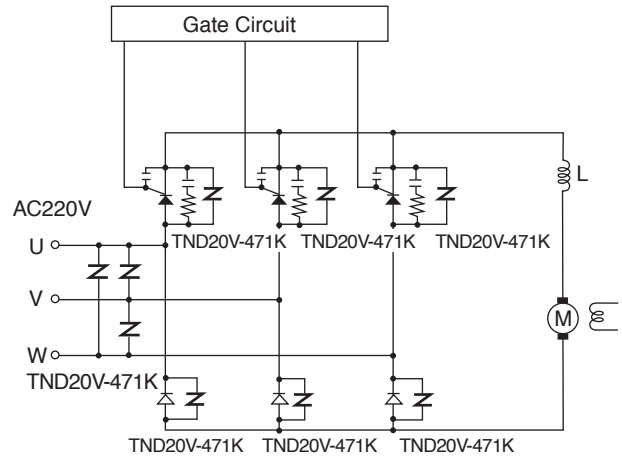 Gate Circuit
L
AC220V
TND20V-471K TND20V-471K TND20V-471K
U
V
M
W
TND20V-471K
TND20V-471K TND20V-471K TND20V-471K